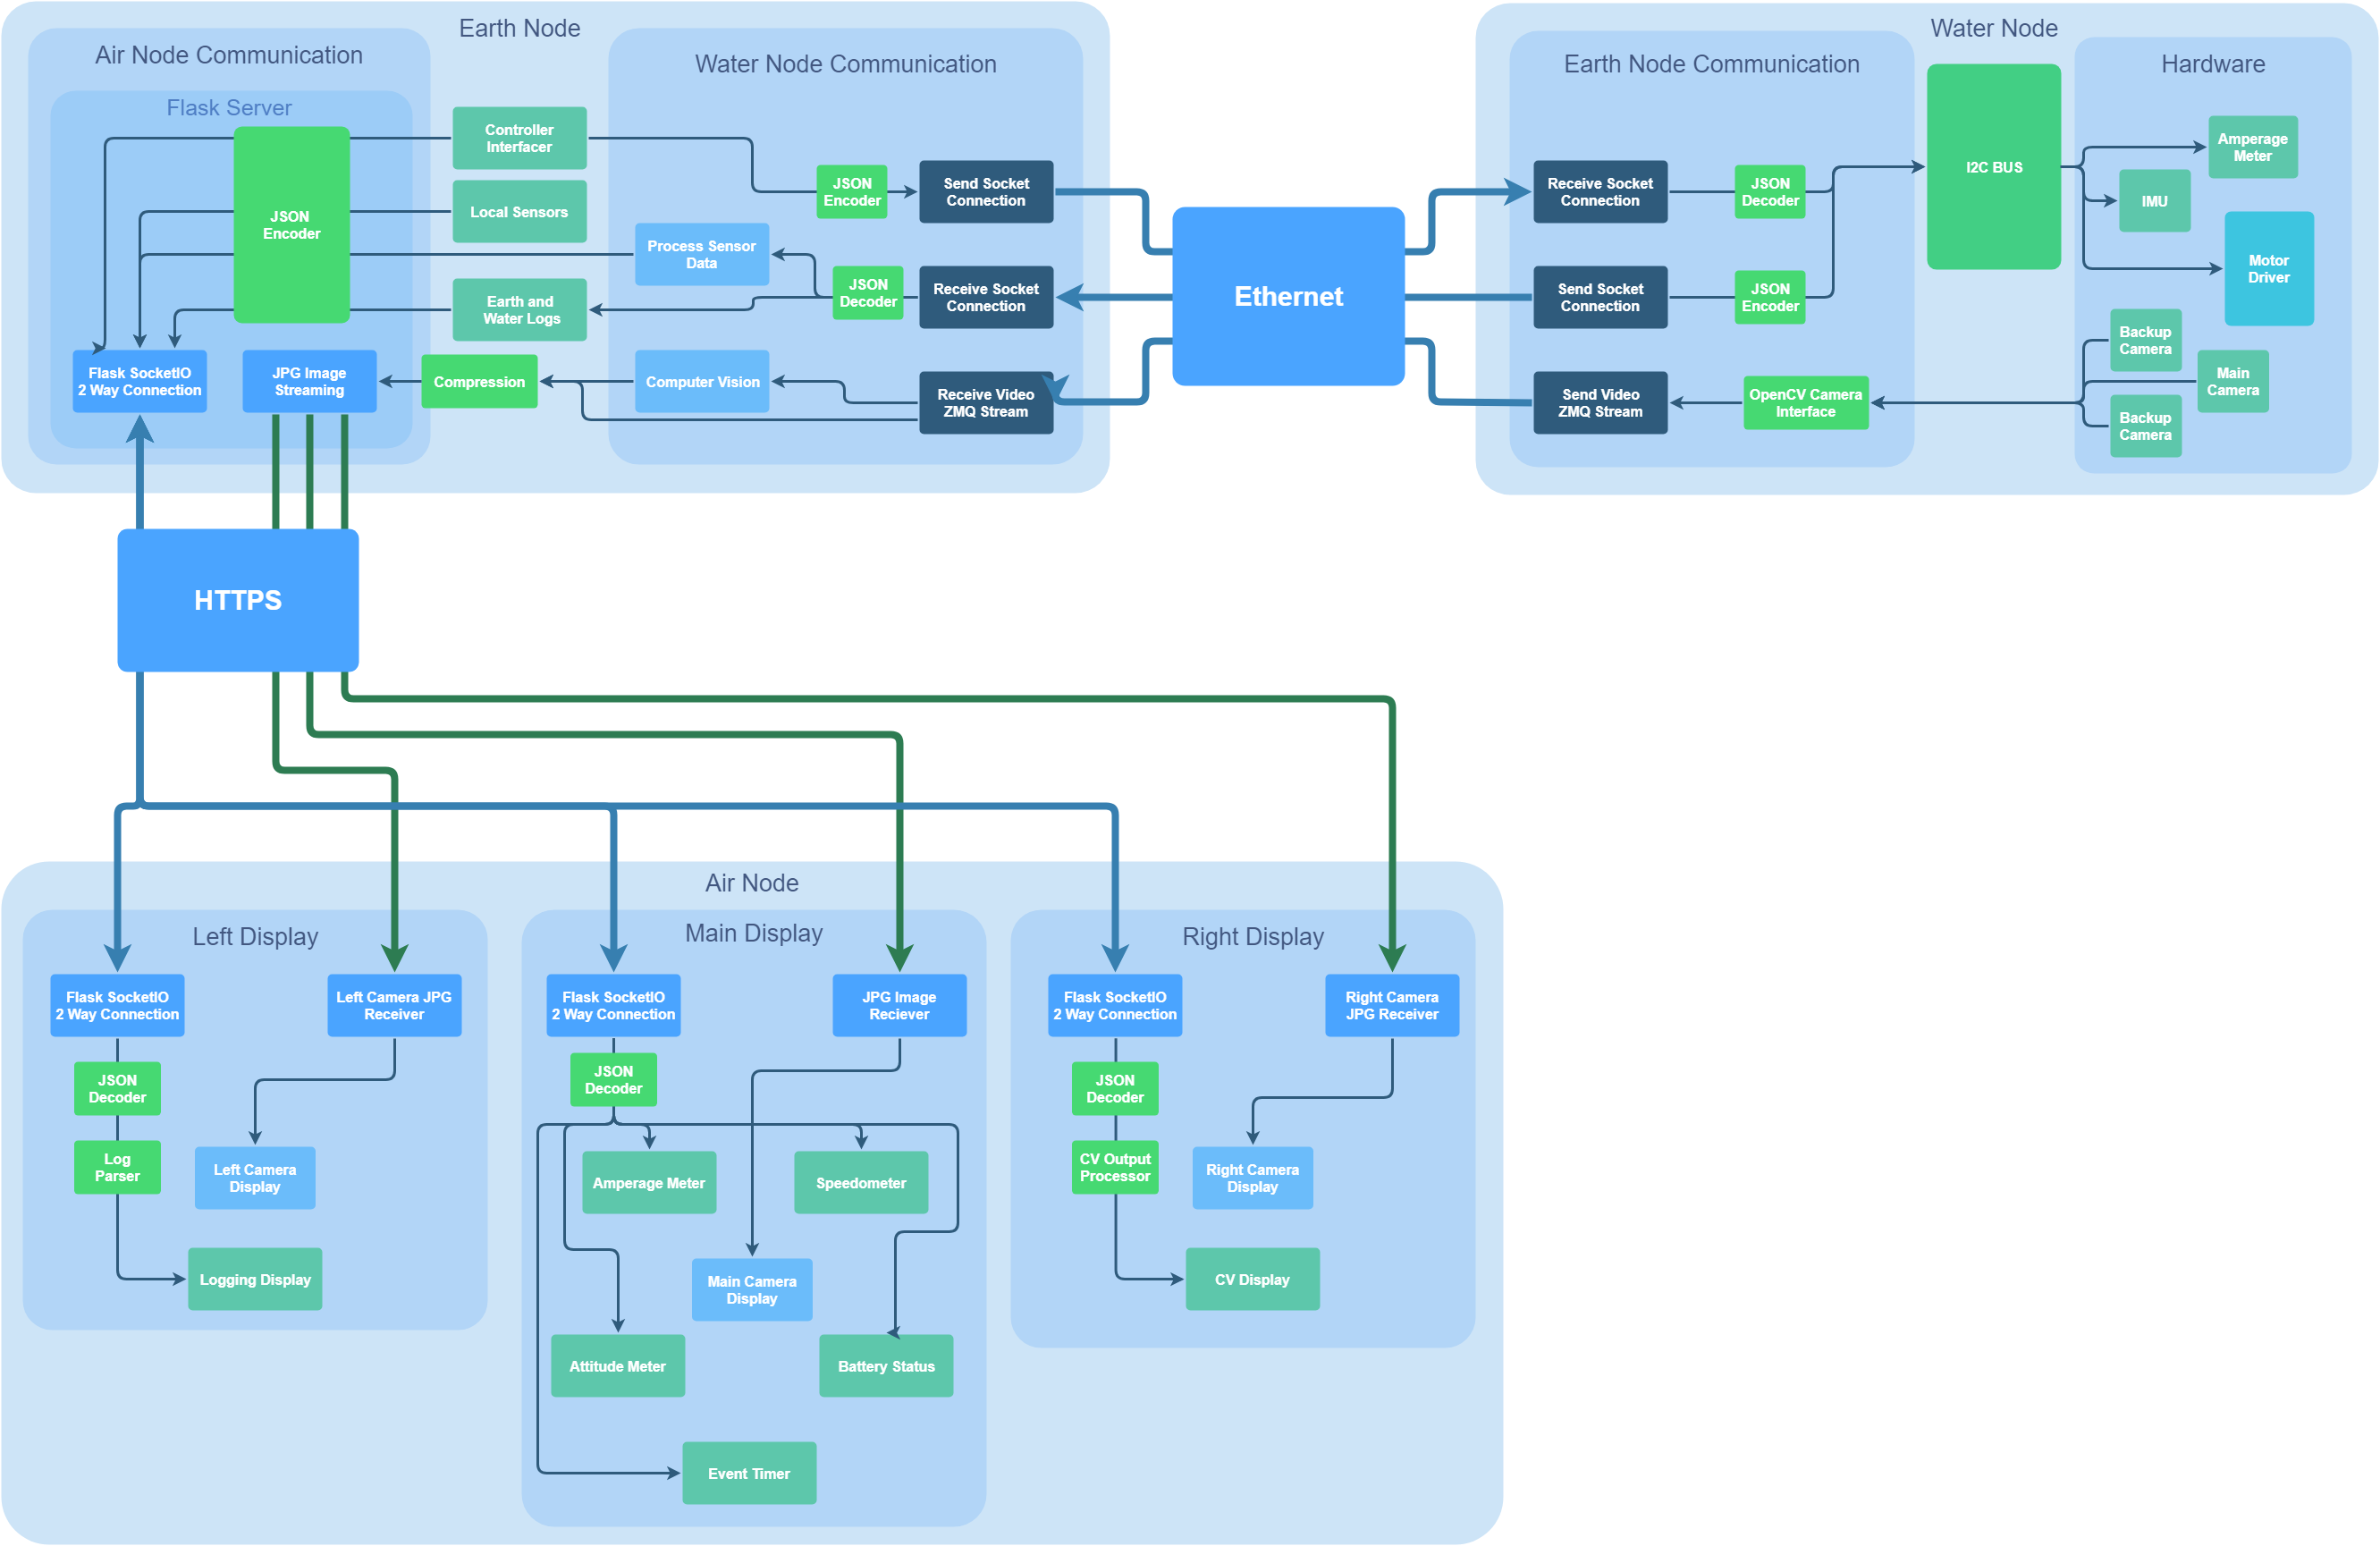 Earth Node
Air Node Communication
Flask Server
JSON
Encoder
Flask SocketIO
2 Way Connection
JPG Image
Streaming
Controller
Interfacer
Local Sensors
Earth and
Water Logs
Compression
Water Node Communication
JSON
Encoder
Send Socket
Connection
Process Sensor
Data
JSON
Decoder
Receive Socket
Connection
Computer Vision
Receive Video
ZMQ Stream
Ethernet
Water Node
Earth Node Communication
Receive Socket
Connection
JSON
Decoder
Send Socket
Connection
JSON
Encoder
Send Video
ZMQ Stream
OpenCV Camera
Interface
I2C BUS
Hardware
Amperage
Meter
IMU
Motor
Driver
Backup
Camera
Main
Camera
Backup
Camera
HTTPS
Air Node
Left Display
Flask SocketIO
2 Way Connection
Left Camera JPG
Receiver
JSON
Decoder
Log
Parser
Left Camera
Display
Logging Display
Main Display
Flask SocketIO
2 Way Connection
JPG Image
Reciever
JSON
Decoder
Amperage Meter
Speedometer
Main Camera
Display
Attitude Meter
Battery Status
Event Timer
Right Display
Flask SocketIO
2 Way Connection
Right Camera
JPG Receiver
JSON
Decoder
CV Output
Processor
Right Camera
Display
CV Display